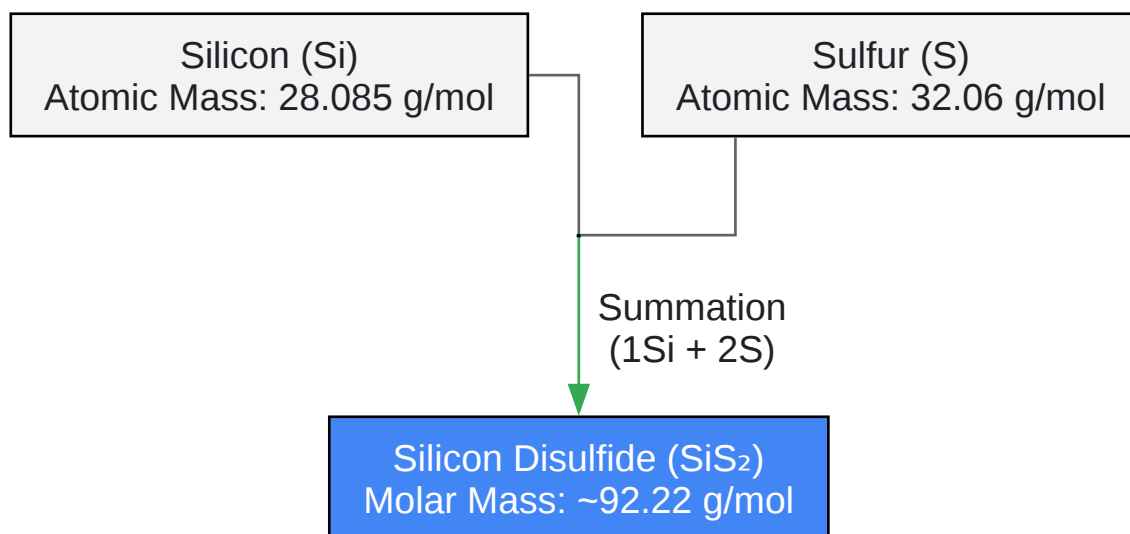 Silicon (Si)
Atomic Mass: 28.085 g/mol
Sulfur (S)
Atomic Mass: 32.06 g/mol
Summation
(1Si + 2S)
Silicon Disulfide (SiS₂)
Molar Mass: ~92.22 g/mol